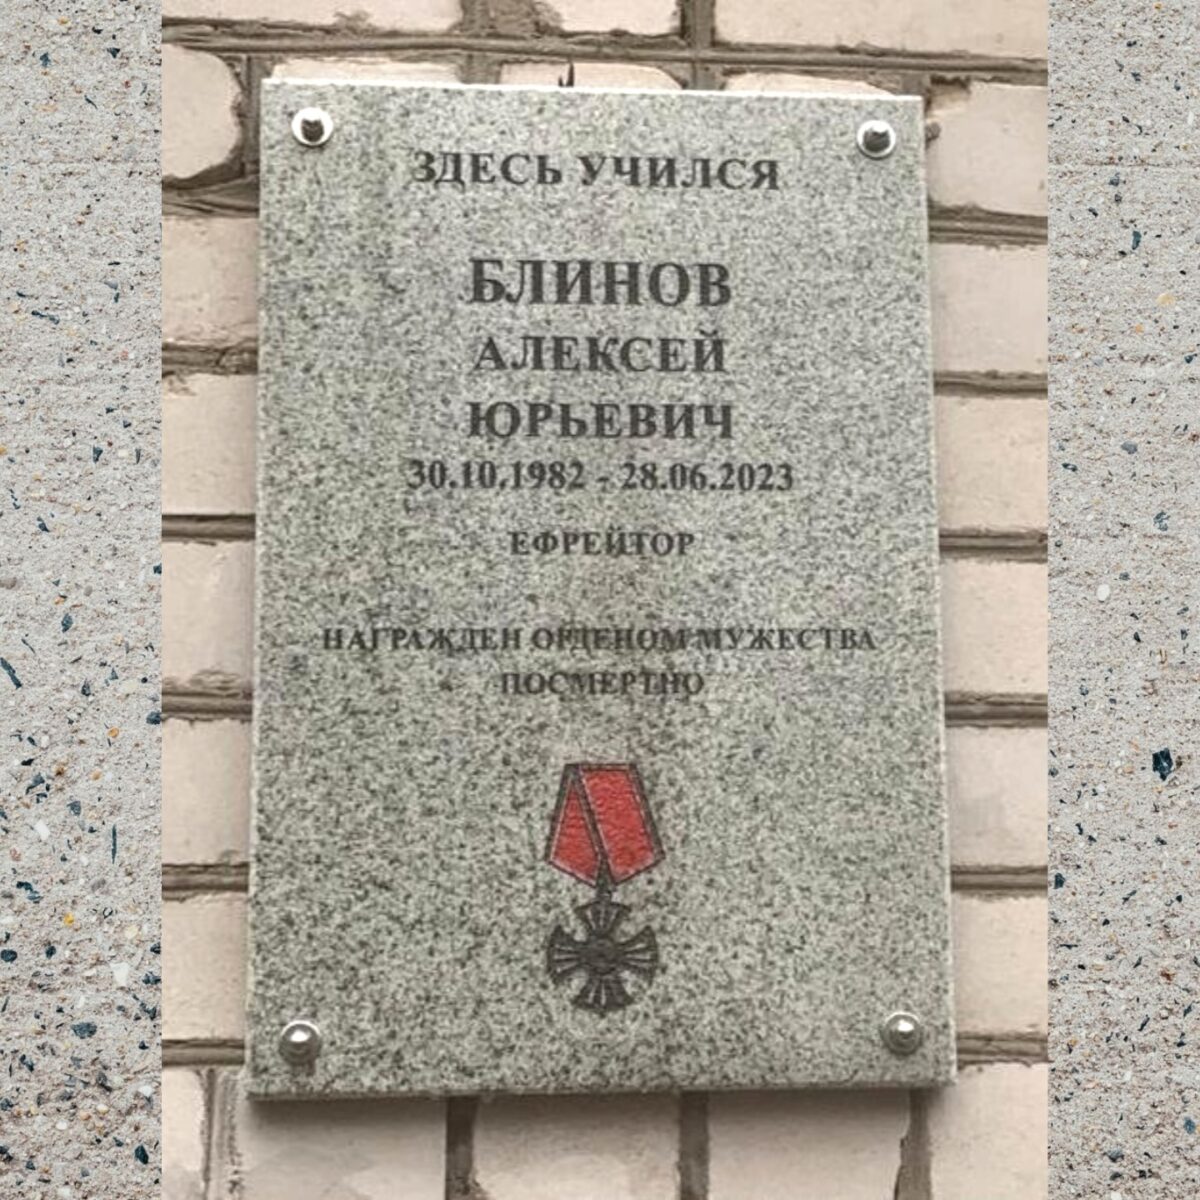 ЗДЕСЬ УЧИЛСЯ
БЛИНОВ
АЛЕКСЕЙ
ЮРЬЕВИЧ
30.10.1982 - 28.06.2023
ЕФРЕЙТОР
НАГРАЖДЕН ОРДЕНОМ МУЖЕСТВА
ПОСМЕРТНО